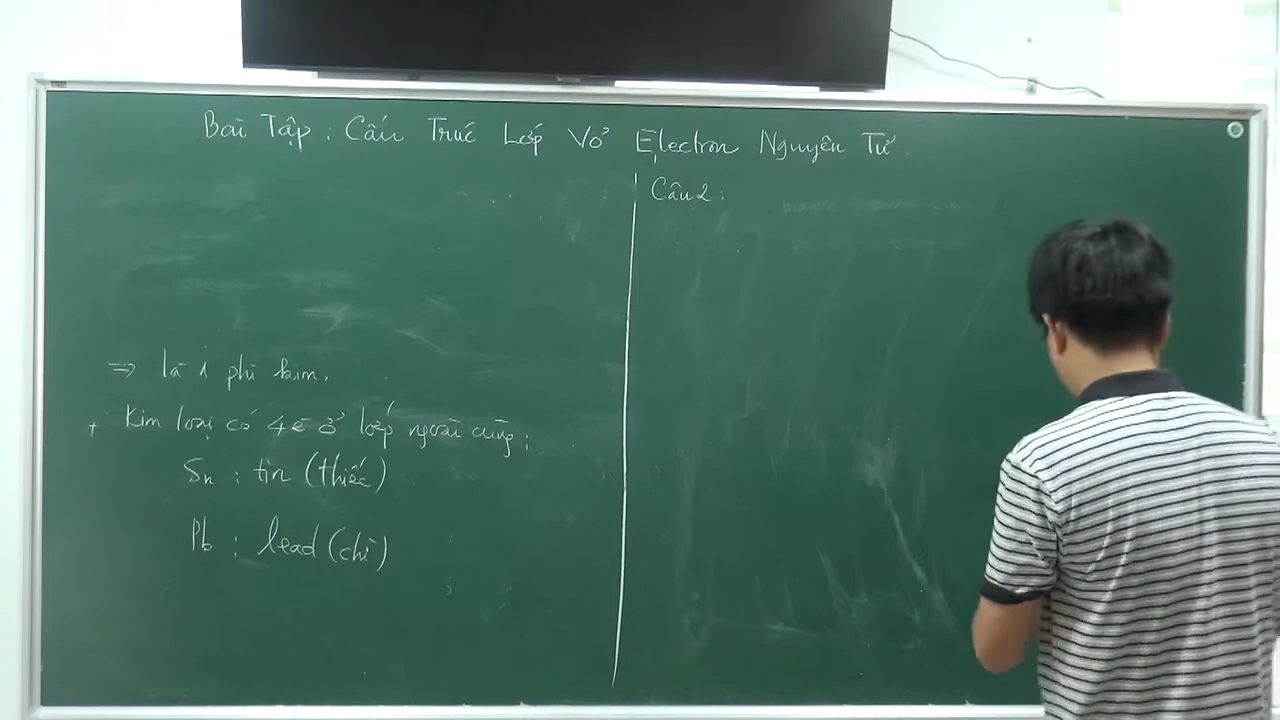 Bài Tập : Cấu Trúc Lớp Vỏ Electron Nguyên Tử.
=> là 1 phi kim.
+ Kim loại có 4e ở lớp ngoài cùng;
Sn : tin (thiếc)
Pb : lead (chì)
Câu 2 :